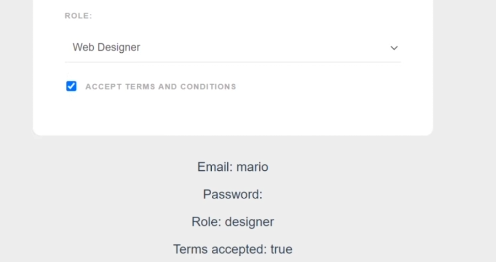 ROLE:
Web Designer
ACCEPT TERMS AND CONDITIONS
Email: mario
Password:
Role: designer
Terms accepted: true